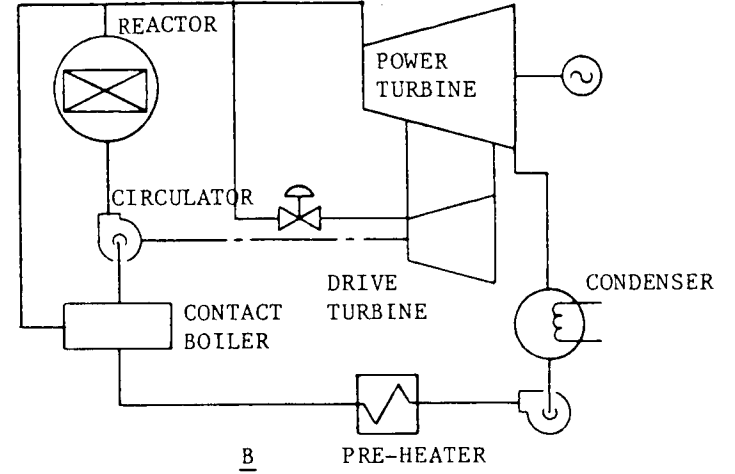 REACTOR
POWER
TURBINE
CIRCULATOR
DRIVE
TURBINE
CONDENSER
CONTACT
BOILER
B
PRE-HEATER